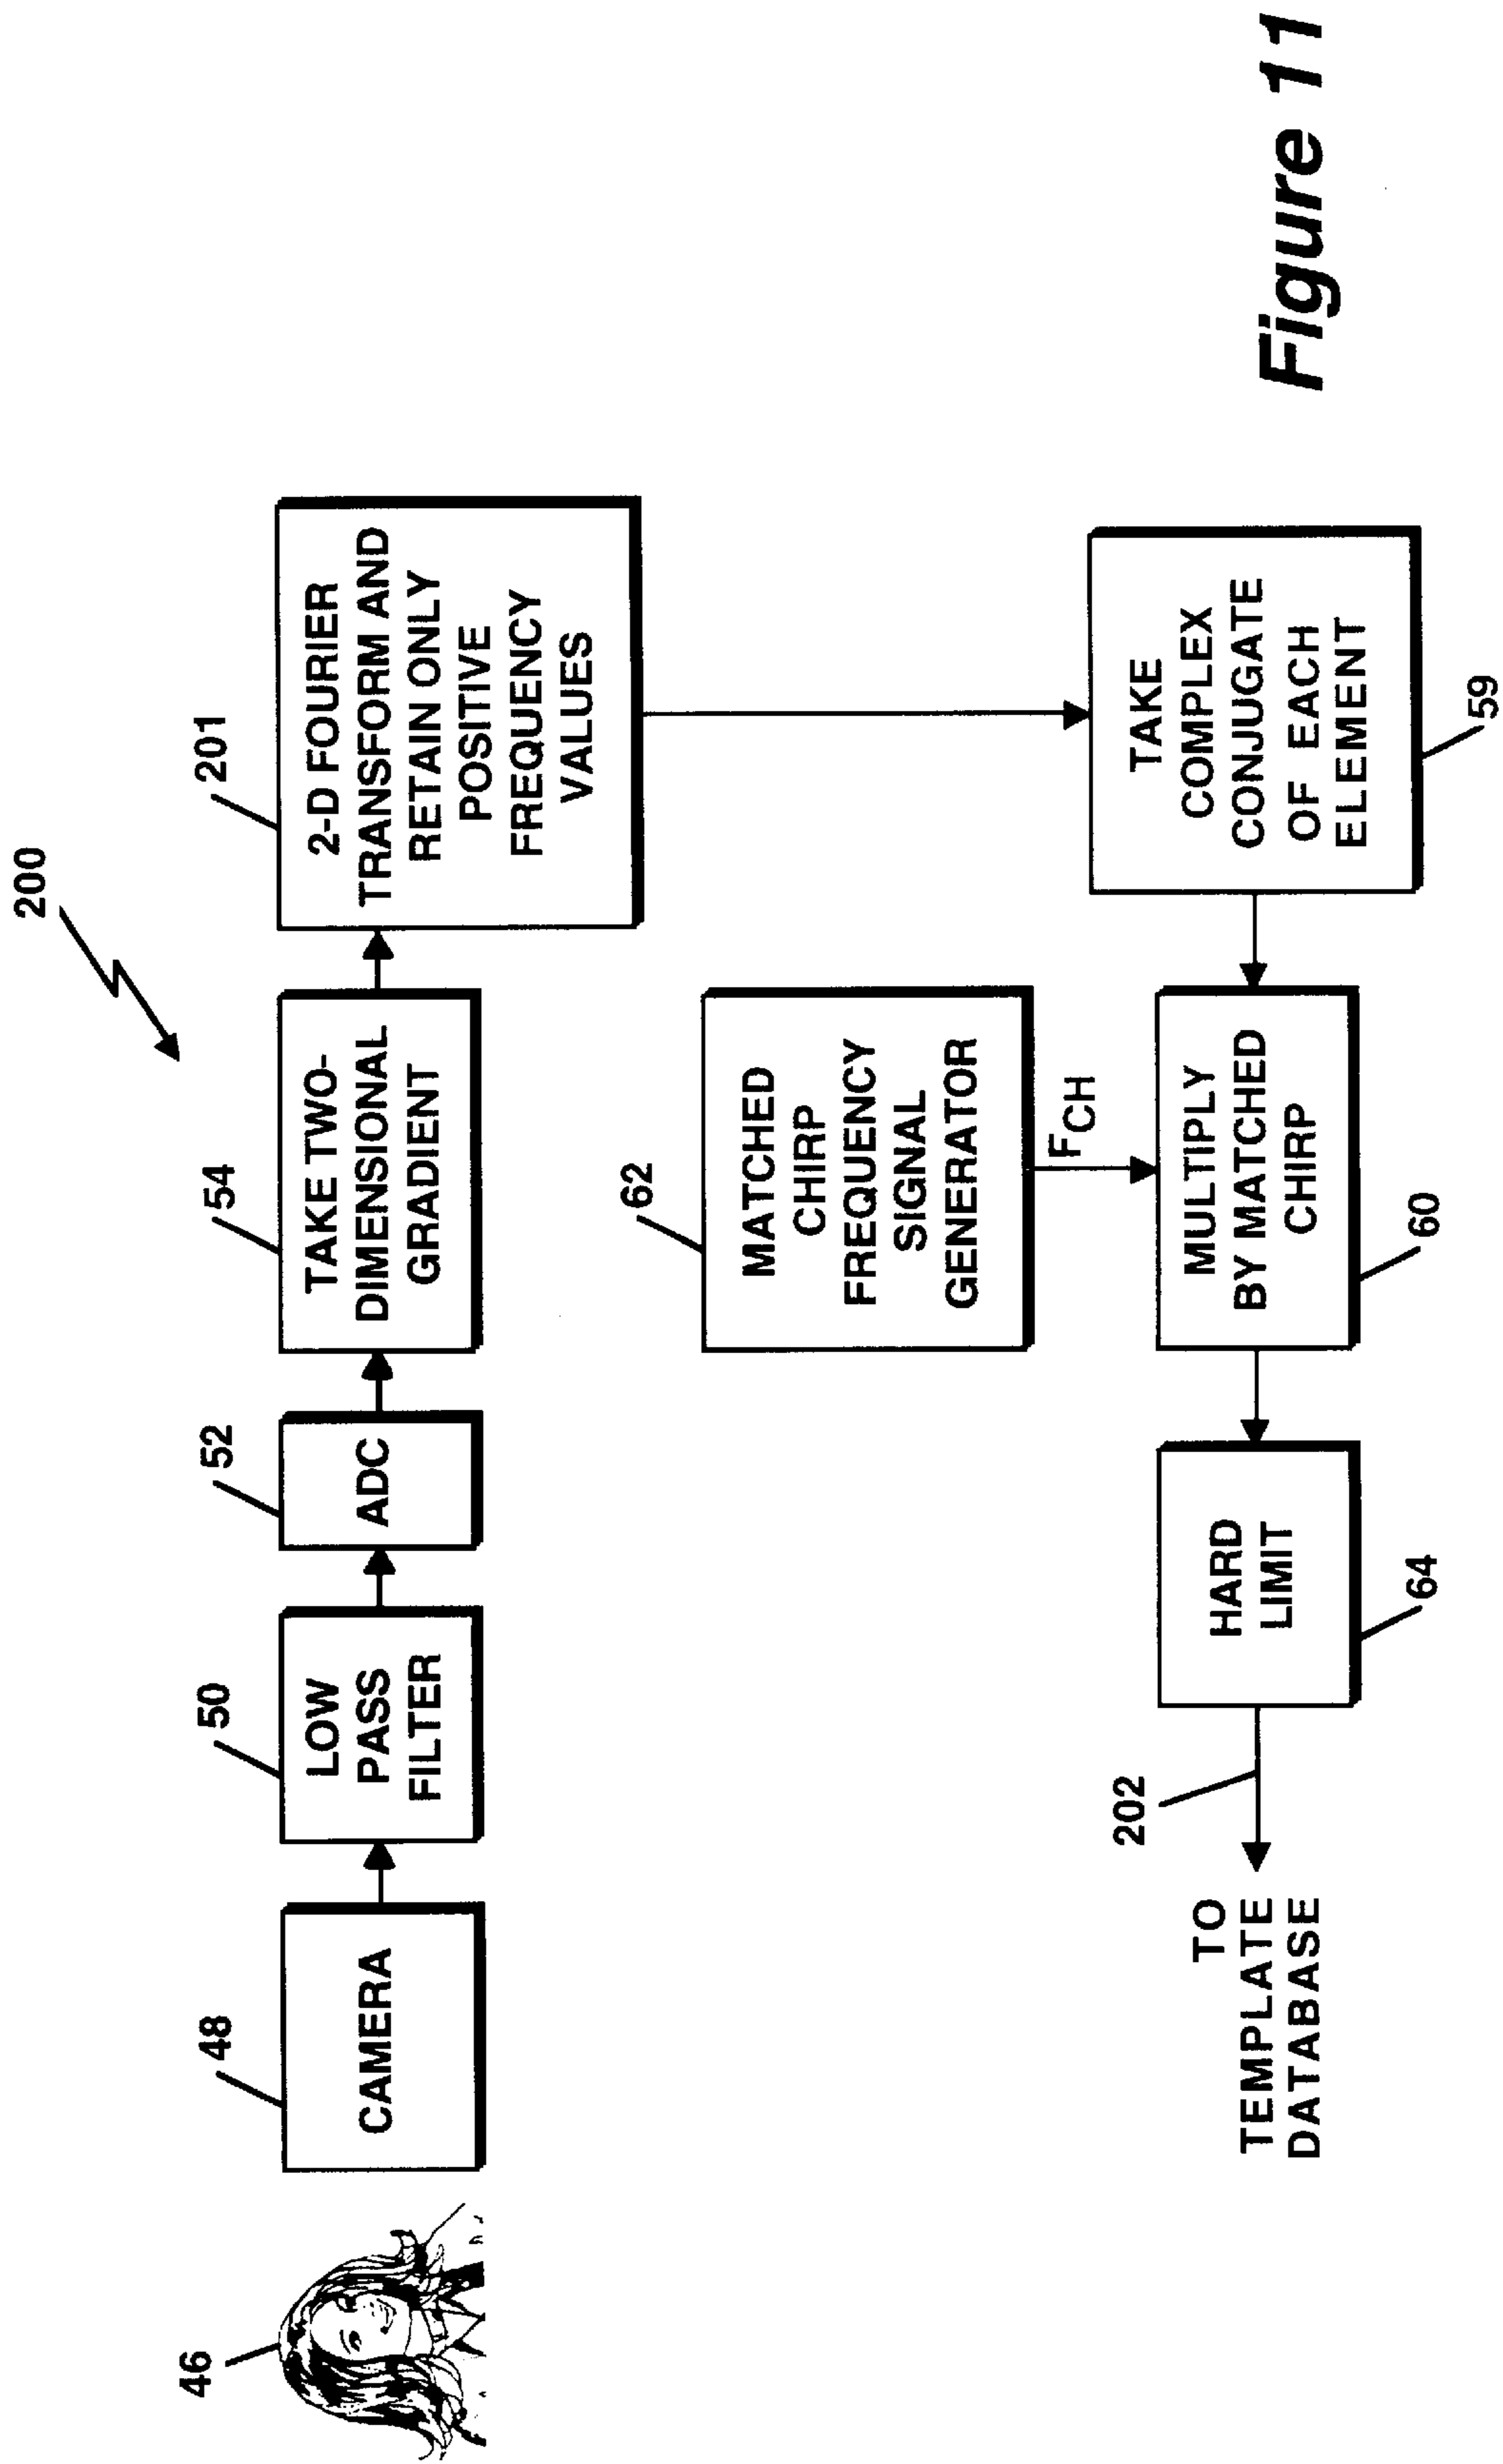 200
46
48
CAMERA
50
LOW
PASS
FILTER
52
ADC
54
TAKE TWO-
DIMENSIONAL
GRADIENT
201
2-D FOURIER
TRANSFORM AND
RETAIN ONLY
POSITIVE
FREQUENCY
VALUES
62
MATCHED
CHIRP
FREQUENCY
SIGNAL
GENERATOR
FCH
TO
TEMPLATE
DATABASE
202
HARD
LIMIT
64
MULTIPLY
BY MATCHED
CHIRP
60
TAKE
COMPLEX
CONJUGATE
OF EACH
ELEMENT
59
Figure 11